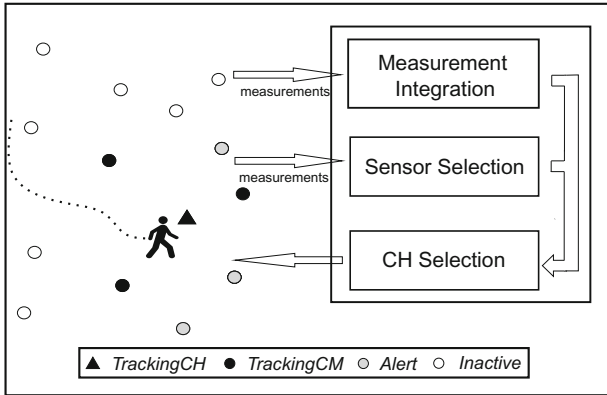 Measurement
Integration
measurements
Sensor Selection
measurements
CH Selection
TrackingCH TrackingCM Alert Inactive